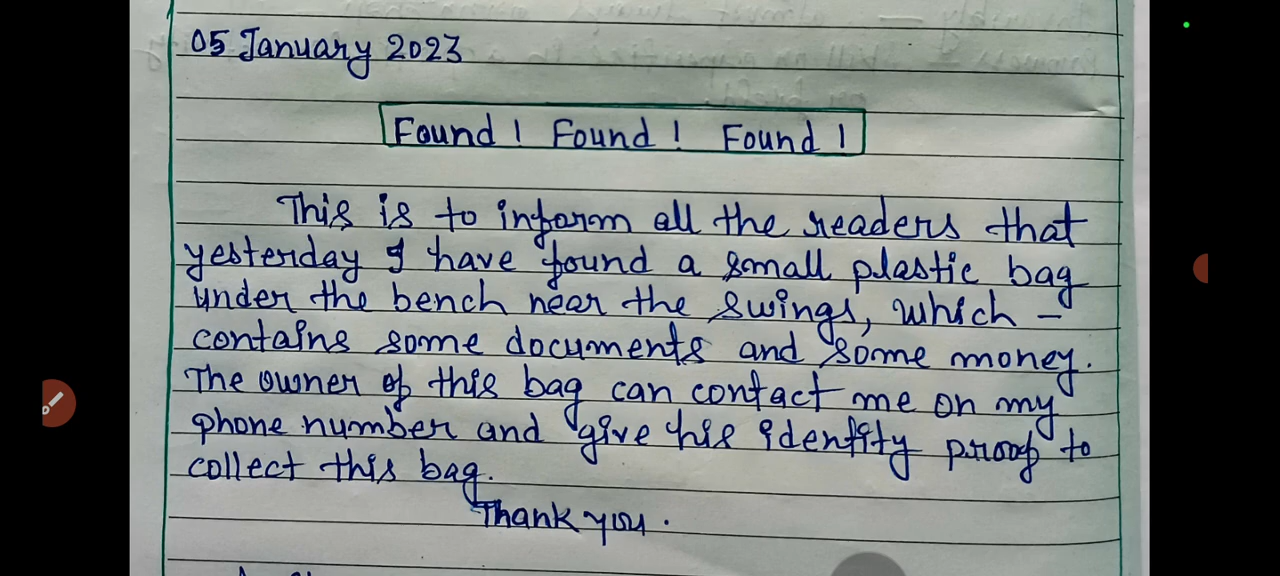 05 January 2023
Found ! Found ! Found !
This is to inform all the readers that
yesterday I have found a small plastic bag
under the bench near the swings, which -
contains some documents and some money.
The owner of this bag can contact me on my
phone number and give his identity proof to
collect this bag.
Thank you.